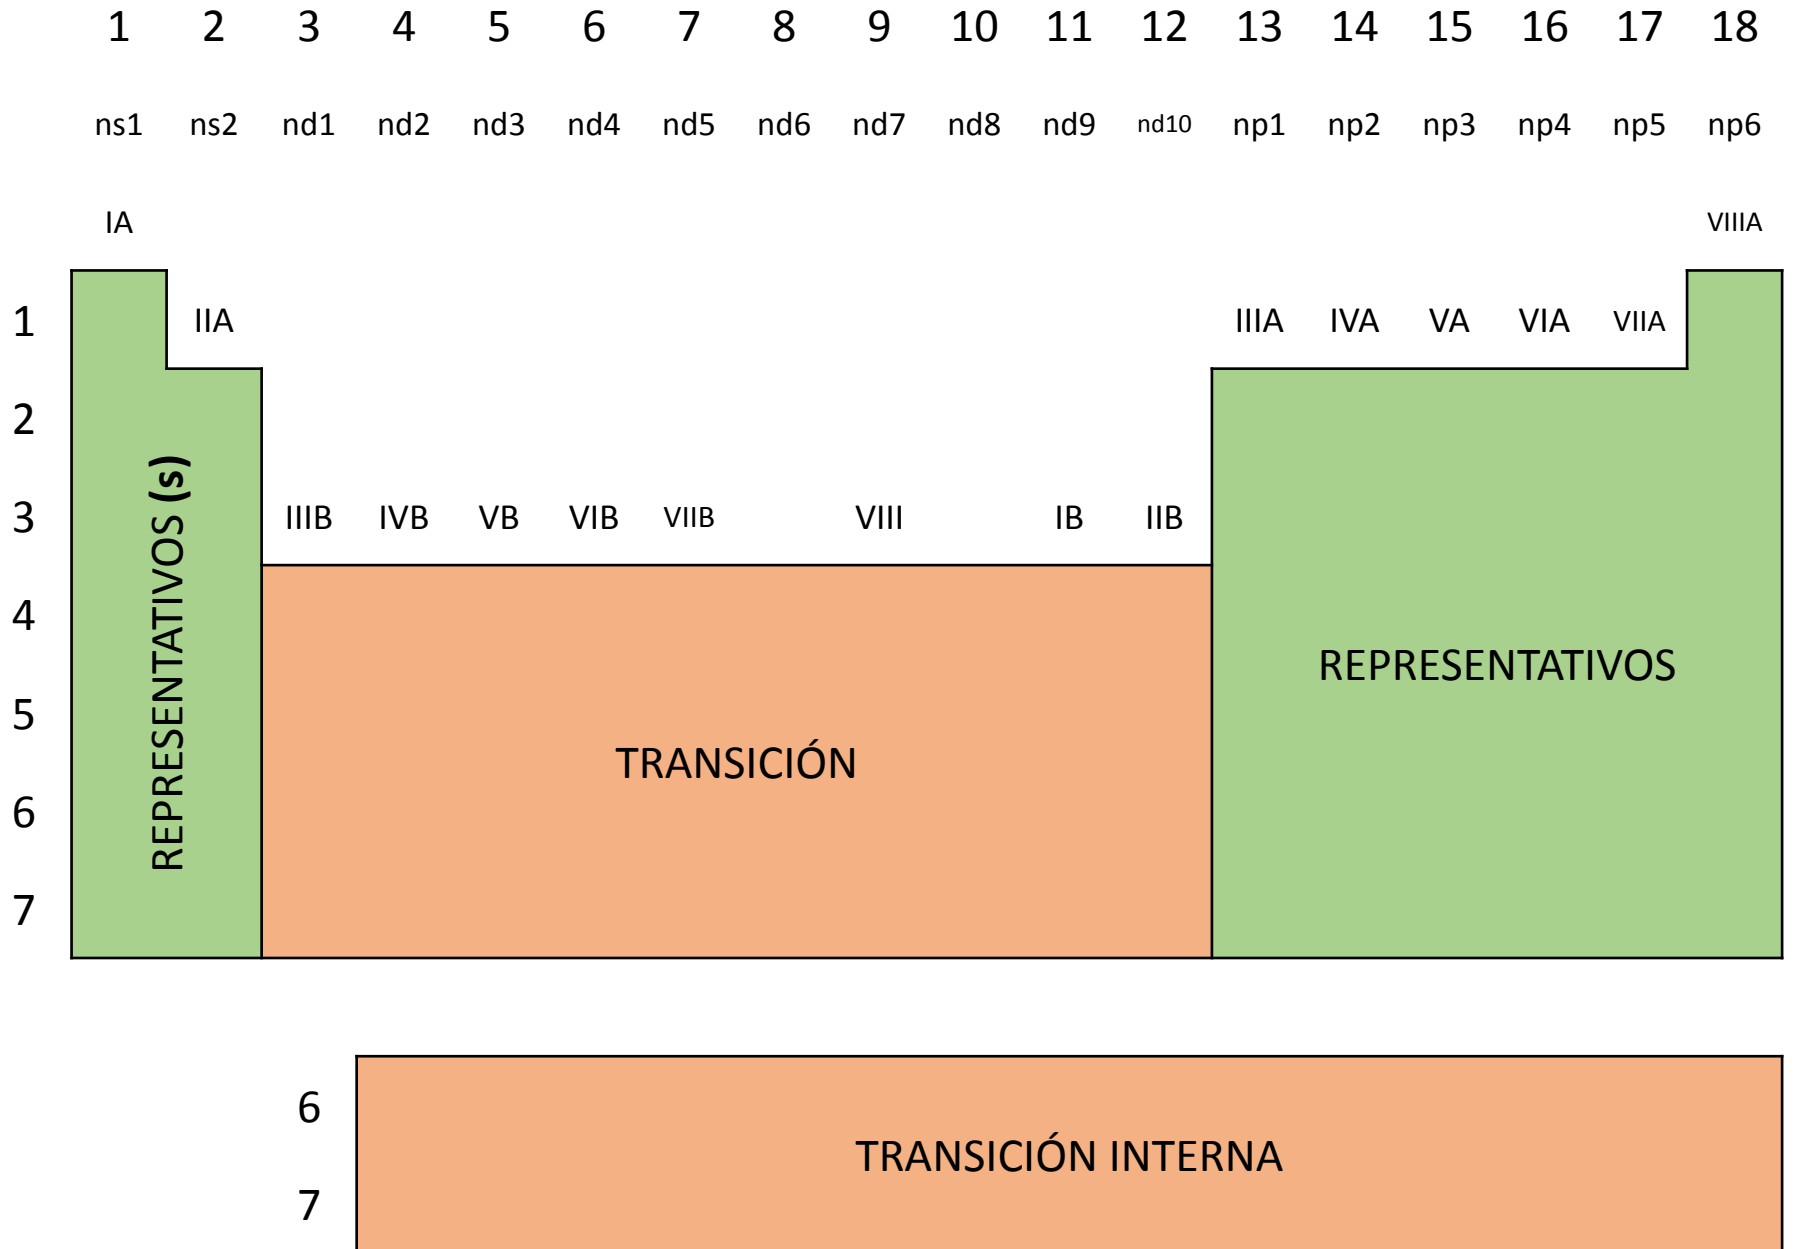 1 2 3 4 5 6 7 8 9 10 11 12 13 14 15 16 17 18
ns1 ns2 nd1 nd2 nd3 nd4 nd5 nd6 nd7 nd8 nd9 nd10 np1 np2 np3 np4 np5 np6
IA VIIIA
1 IIA IIIA IVA VA VIA VIIA
2
3 IIIB IVB VB VIB VIIB VIII IB IIB
4
REPRESENTATIVOS (s)
REPRESENTATIVOS
5
TRANSICIÓN
6
7
6
TRANSICIÓN INTERNA
7